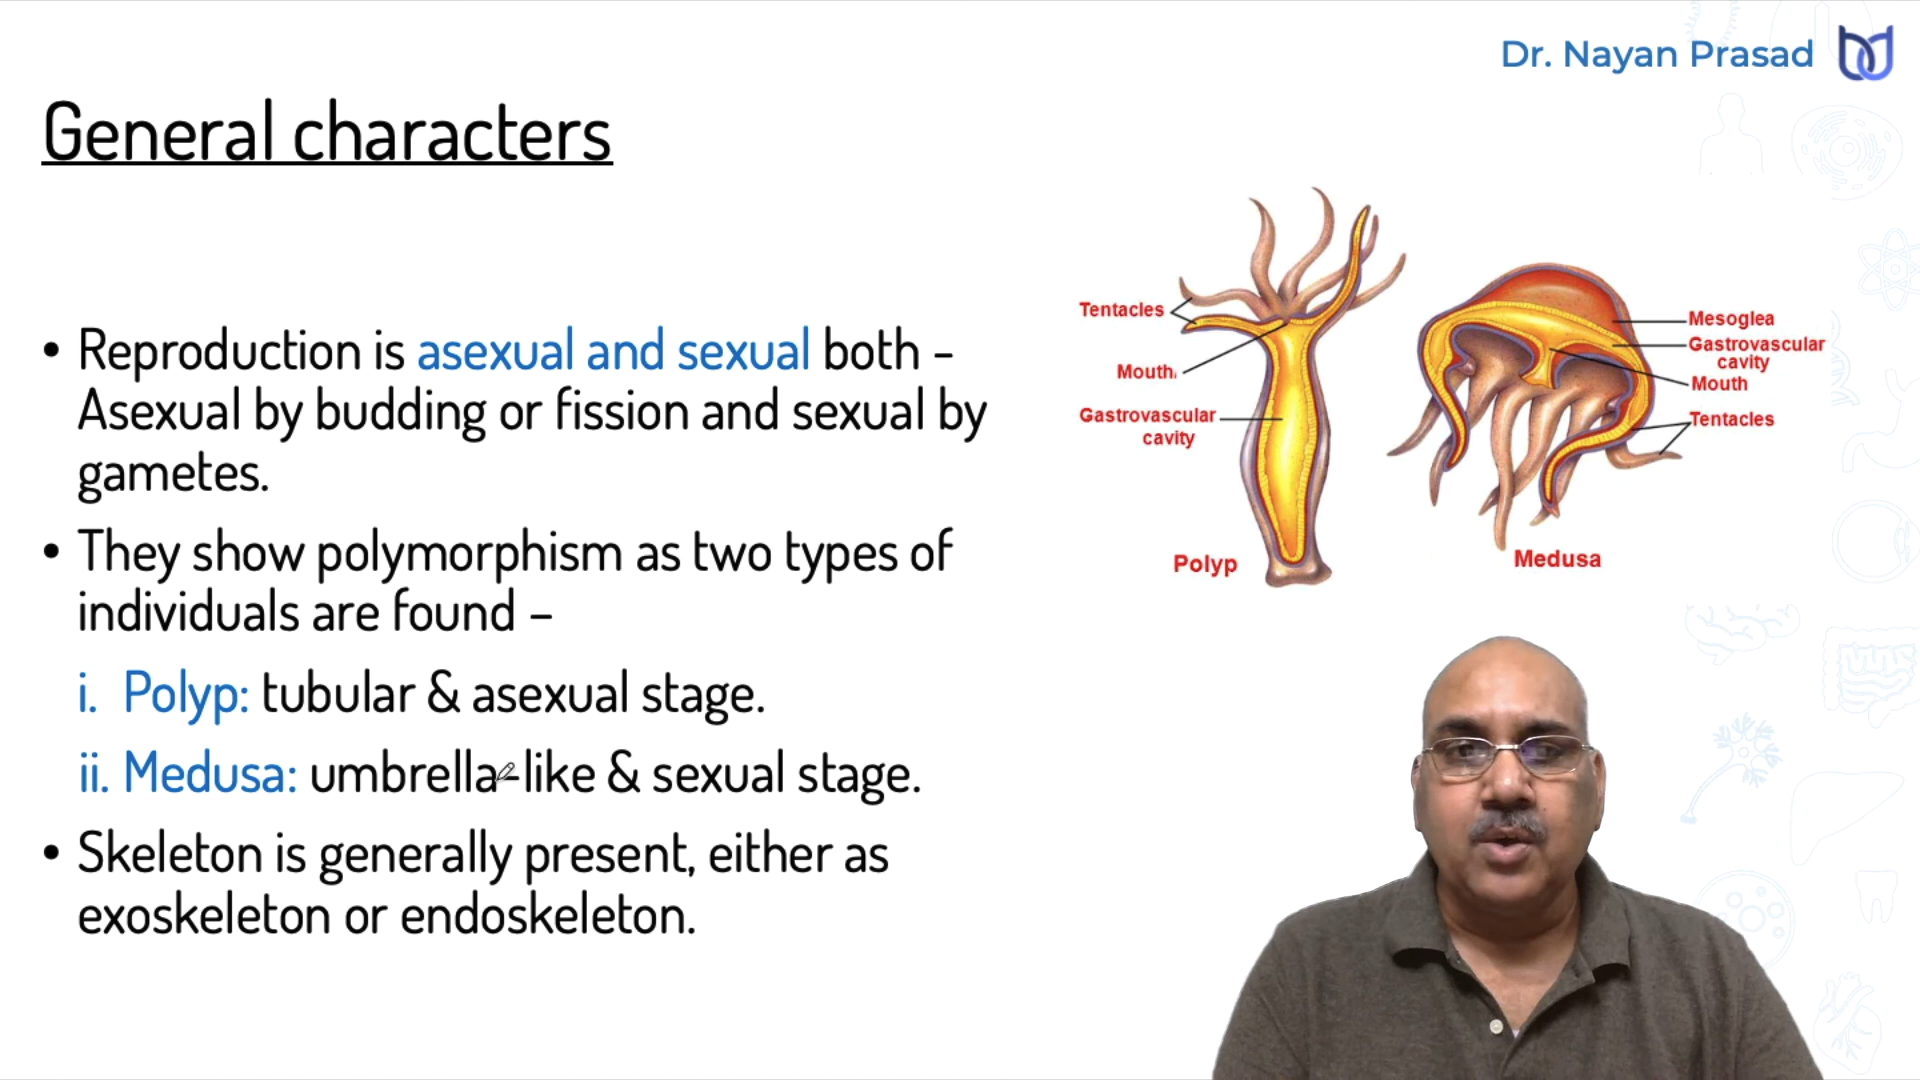 Dr. Nayan Prasad
General characters
• Reproduction is asexual and sexual both –
Asexual by budding or fission and sexual by
gametes.
• They show polymorphism as two types of
individuals are found –
i. Polyp: tubular & asexual stage.
ii. Medusa: umbrella-like & sexual stage.
• Skeleton is generally present, either as
exoskeleton or endoskeleton.
Tentacles
Mouth
Gastrovascular
cavity
Polyp
Mesoglea
Gastrovascular
cavity
Mouth
Tentacles
Medusa